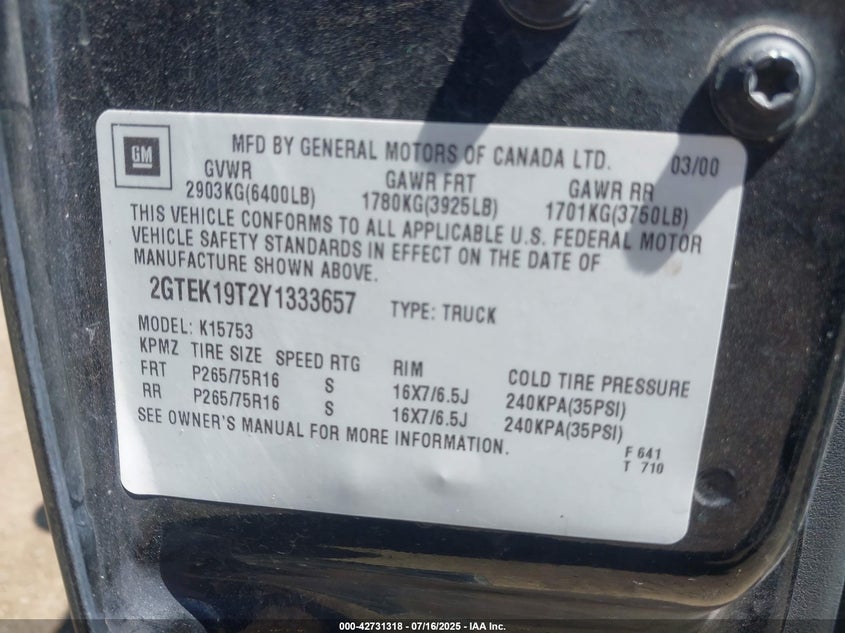 GM
MFD BY GENERAL MOTORS OF CANADA LTD. 03/00
GVWR GAWR FRT GAWR RR
2903KG(6400LB) 1780KG(3925LB) 1701KG(3750LB)
THIS VEHICLE CONFORMS TO ALL APPLICABLE U.S. FEDERAL MOTOR
VEHICLE SAFETY STANDARDS IN EFFECT ON THE DATE OF
MANUFACTURE SHOWN ABOVE.
2GTEK19T2Y1333657 TYPE: TRUCK
MODEL: K15753
KPMZ TIRE SIZE SPEED RTG RIM COLD TIRE PRESSURE
FRT P265/75R16 S 16X7/6.5J 240KPA(35PSI)
RR P265/75R16 S 16X7/6.5J 240KPA(35PSI)
SEE OWNER'S MANUAL FOR MORE INFORMATION.
F 641
T 710
000-42731318 - 07/16/2025 - IAA Inc.